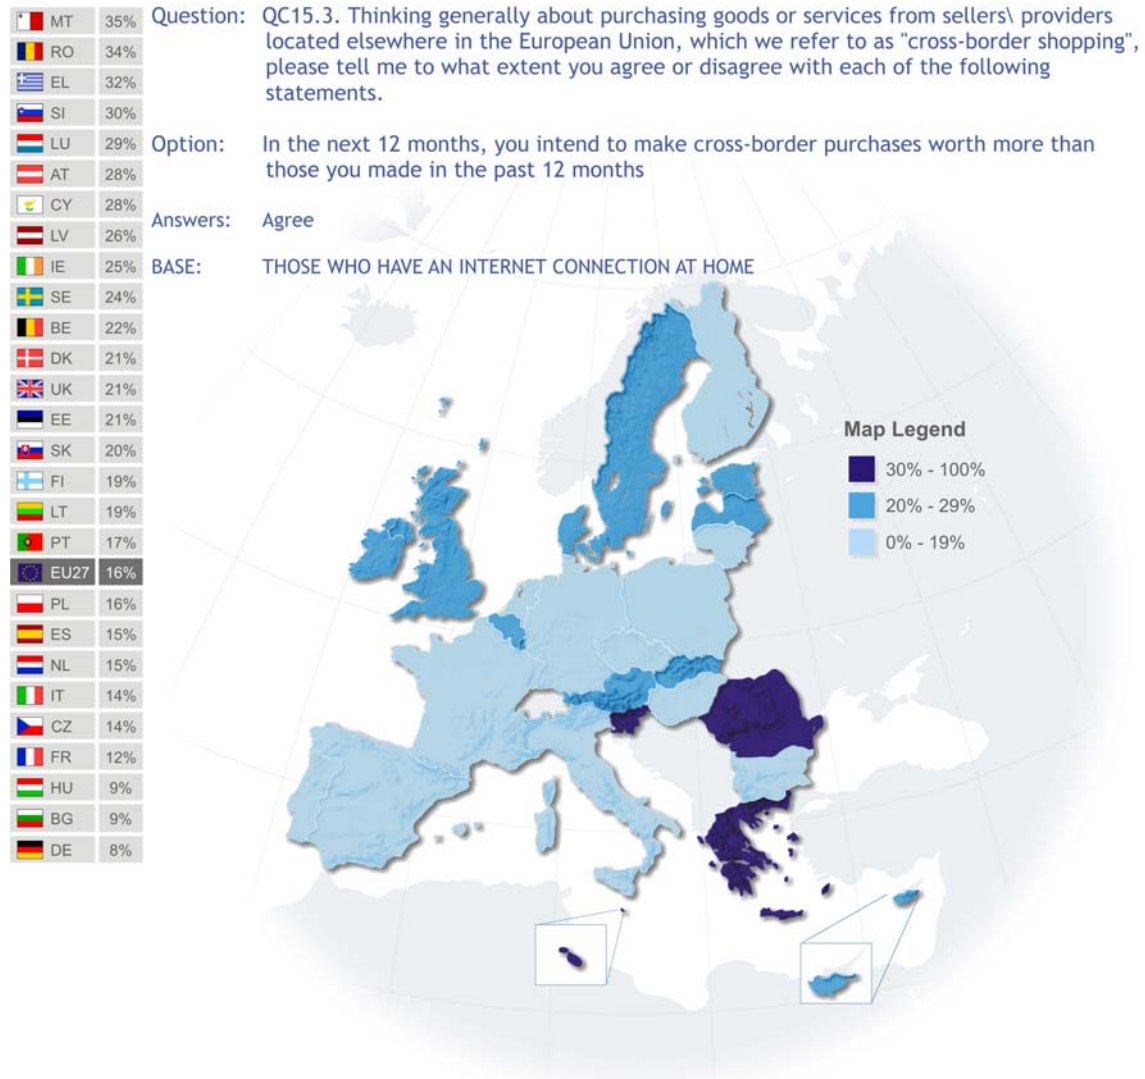 MT 35%
RO 34%
EL 32%
SI 30%
LU 29%
AT 28%
CY 28%
LV 26%
IE 25%
SE 24%
BE 22%
DK 21%
UK 21%
EE 21%
SK 20%
FI 19%
LT 19%
PT 17%
EU27 16%
PL 16%
ES 15%
NL 15%
IT 14%
CZ 14%
FR 12%
HU 9%
BG 9%
DE 8%
Question: QC15.3. Thinking generally about purchasing goods or services from sellers\ providers
located elsewhere in the European Union, which we refer to as "cross-border shopping",
please tell me to what extent you agree or disagree with each of the following
statements.
Option: In the next 12 months, you intend to make cross-border purchases worth more than
those you made in the past 12 months
Answers: Agree
BASE: THOSE WHO HAVE AN INTERNET CONNECTION AT HOME
Map Legend
30% - 100%
20% - 29%
0% - 19%